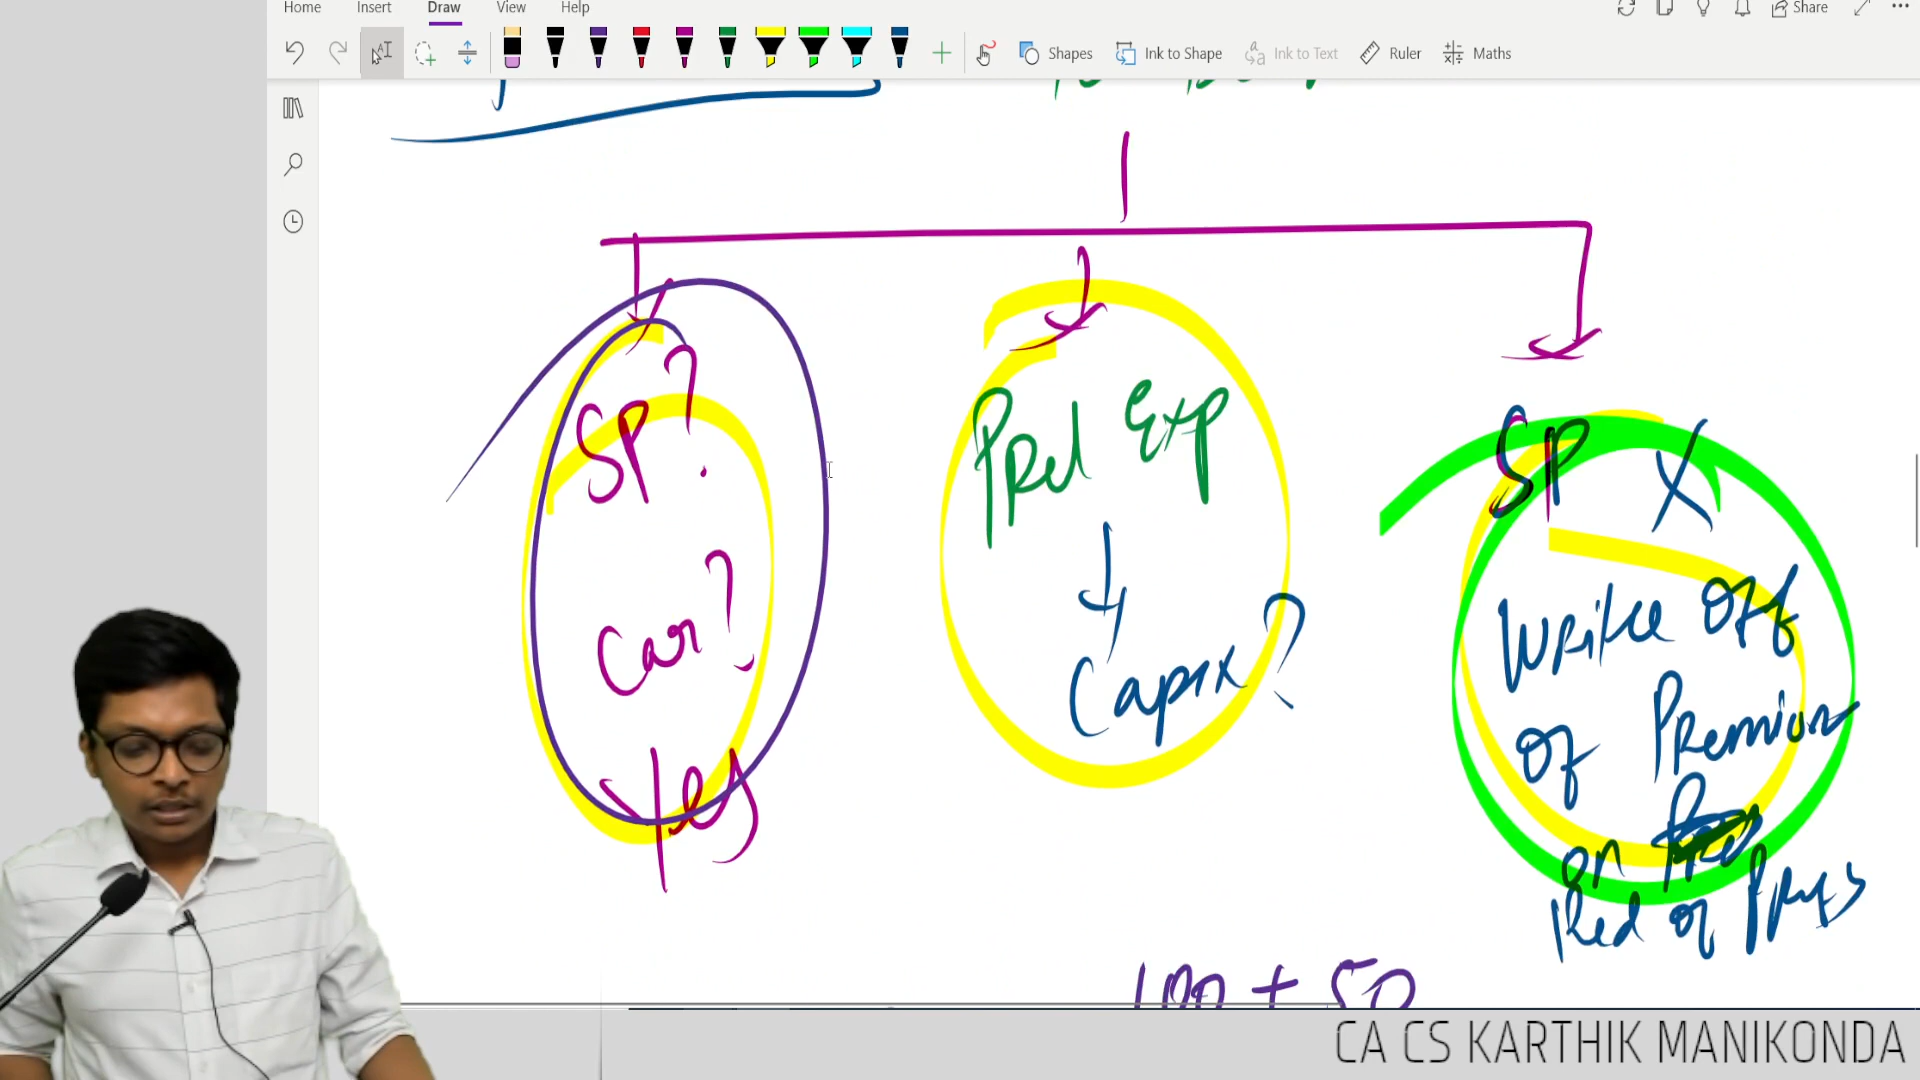 Home Insert Draw View Help Share
Shapes Ink to Shape Ink to Text Ruler Maths
SP?
Car?
Yes
Prel Exp
Capex?
SP X
Write Off
Of Premium
on
Red of Prefs
100 + 50
CA CS KARTHIK MANIKONDA